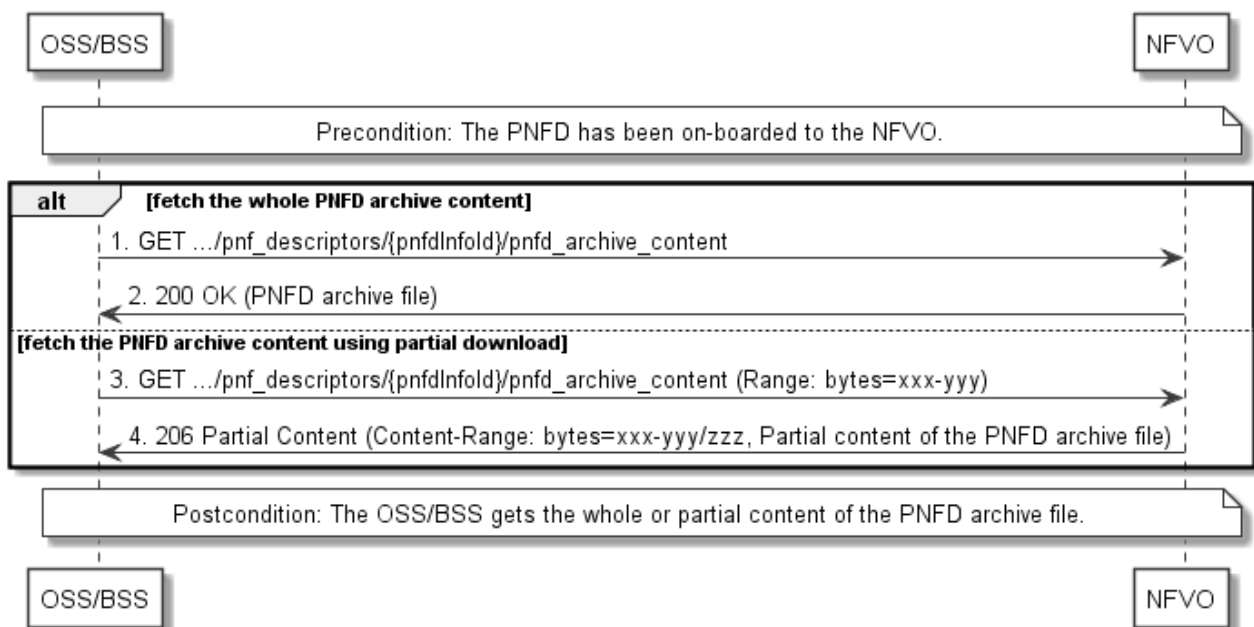 OSS/BSS
NFVO
Precondition: The PNFD has been on-boarded to the NFVO.
alt
[fetch the whole PNFD archive content]
1. GET .../pnf_descriptors/{pnfdInfoId}/pnfd_archive_content
2. 200 OK (PNFD archive file)
[fetch the PNFD archive content using partial download]
3. GET .../pnf_descriptors/{pnfdInfoId}/pnfd_archive_content (Range: bytes=xxx-yyy)
4. 206 Partial Content (Content-Range: bytes=xxx-yyy/zzz, Partial content of the PNFD archive file)
Postcondition: The OSS/BSS gets the whole or partial content of the PNFD archive file.
OSS/BSS
NFVO